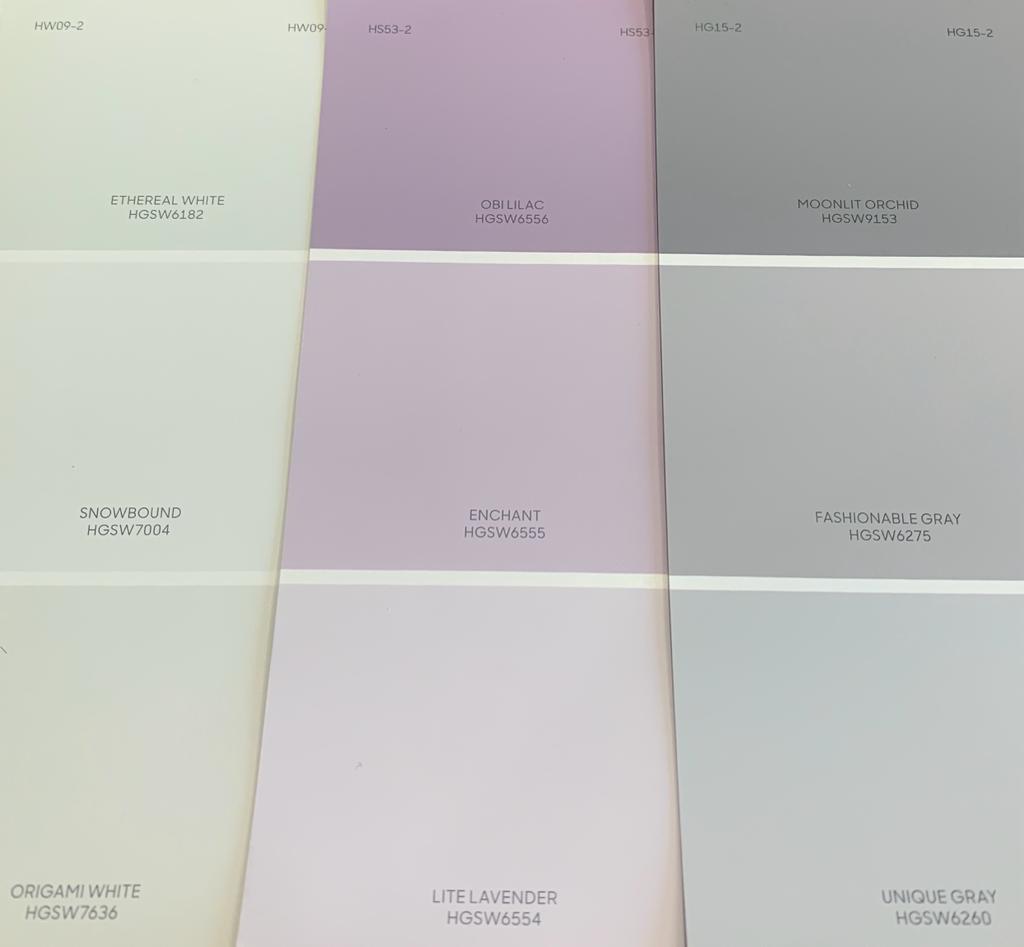 HW09-2
HW09-
HS53-2
HS53-
HG15-2
HG15-2
ETHEREAL WHITE
HGSW6182
OBI LILAC
HGSW6556
MOONLIT ORCHID
HGSW9153
SNOWBOUND
HGSW7004
ENCHANT
HGSW6555
FASHIONABLE GRAY
HGSW6275
ORIGAMI WHITE
HGSW7636
LITE LAVENDER
HGSW6554
UNIQUE GRAY
HGSW6260